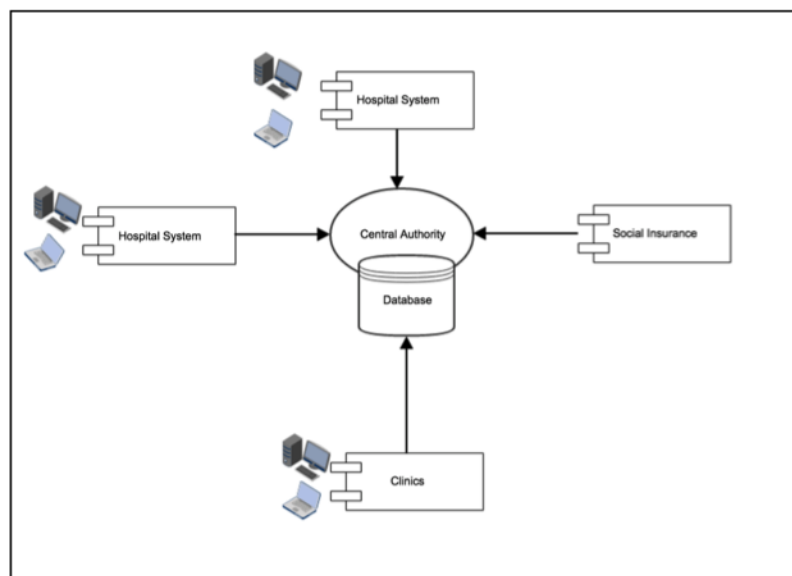 Hospital System
Hospital System
Central Authority
Social Insurance
Database
Clinics